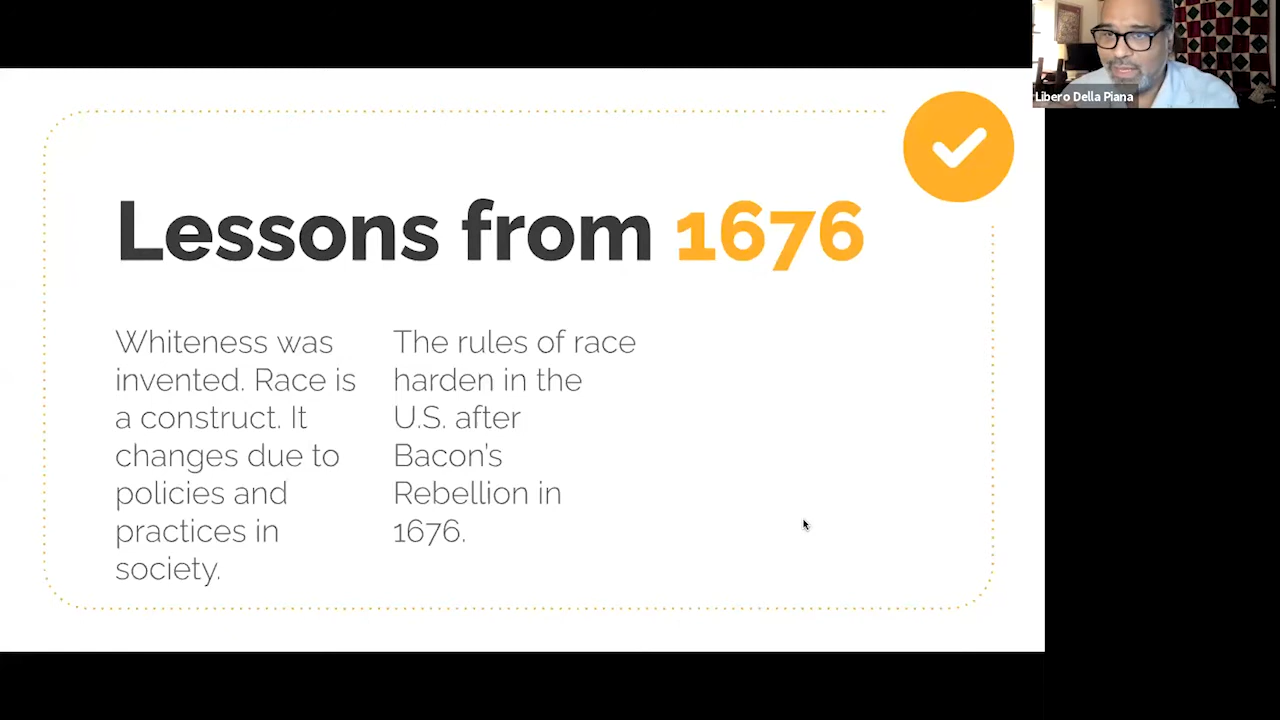 Libero Della Piana
Lessons from 1676
Whiteness was
invented. Race is
a construct. It
changes due to
policies and
practices in
society.
The rules of race
harden in the
U.S. after
Bacon's
Rebellion in
1676.